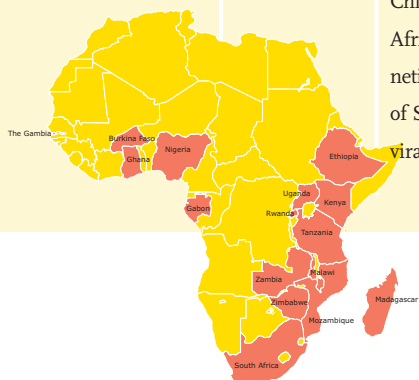 Afri
neti
of S
vira
The Gambia
Burkina Faso
Ghana
Nigeria
Ethiopia
Gabon
Uganda
Kenya
Rwanda
Tanzania
Zambia
Malawi
Zimbabwe
Madagascar
Mozambique
South Africa